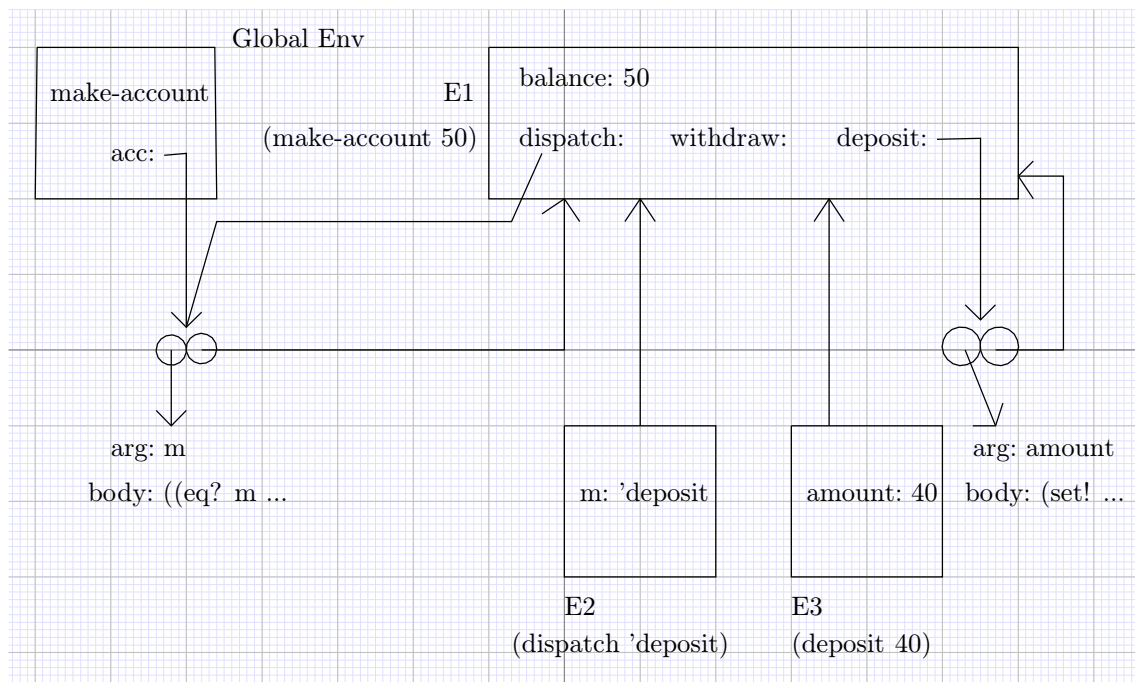 Global Env
make-account
acc:
E1
(make-account 50)
balance: 50
dispatch: withdraw: deposit:
arg: m
body: ((eq? m ...
m: 'deposit
amount: 40
arg: amount
body: (set! ...
E2
(dispatch 'deposit)
E3
(deposit 40)